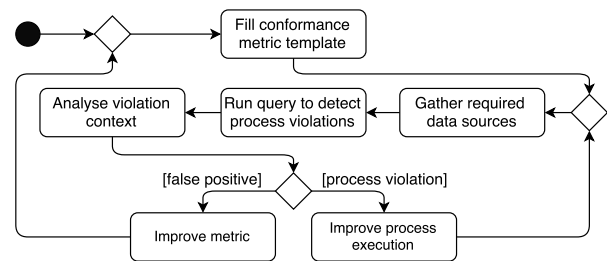 Fill conformance
metric template
Analyse violation
context
Run query to detect
process violations
Gather required
data sources
[false positive]
[process violation]
Improve metric
Improve process
execution